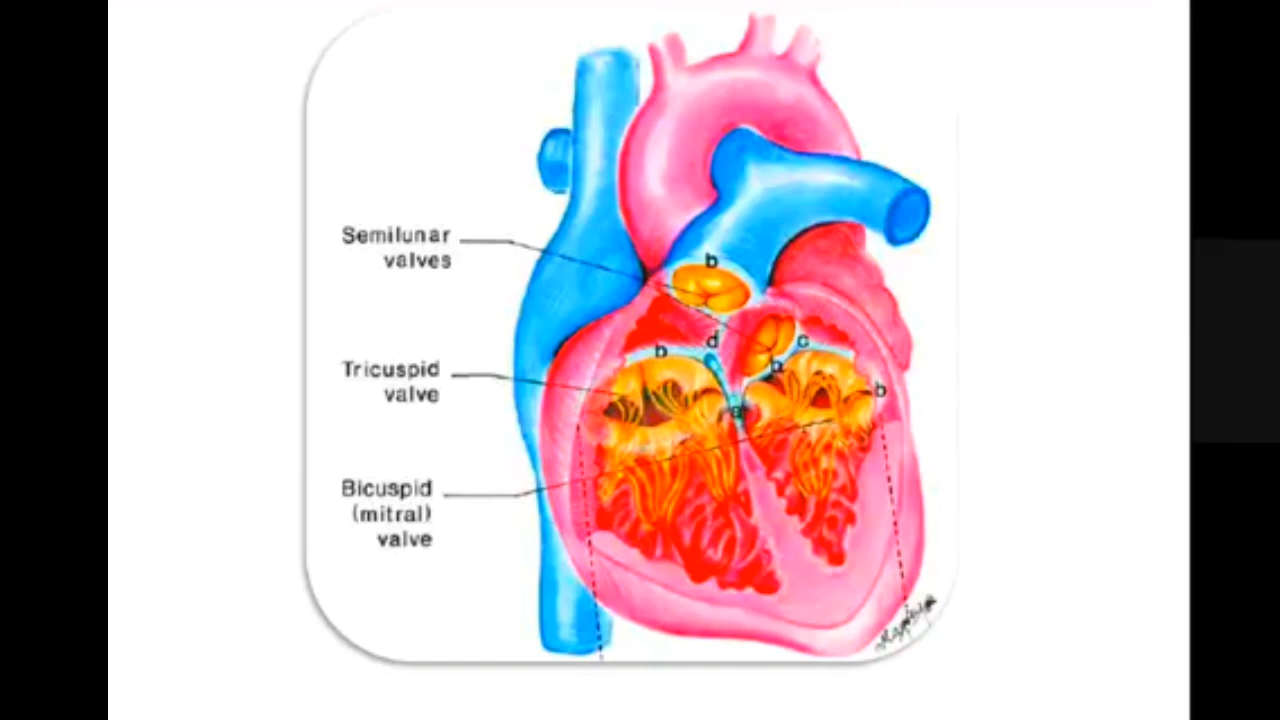 Semilunar
valves
b
d
c
b
a
b
a
Tricuspid
valve
Bicuspid
(mitral)
valve